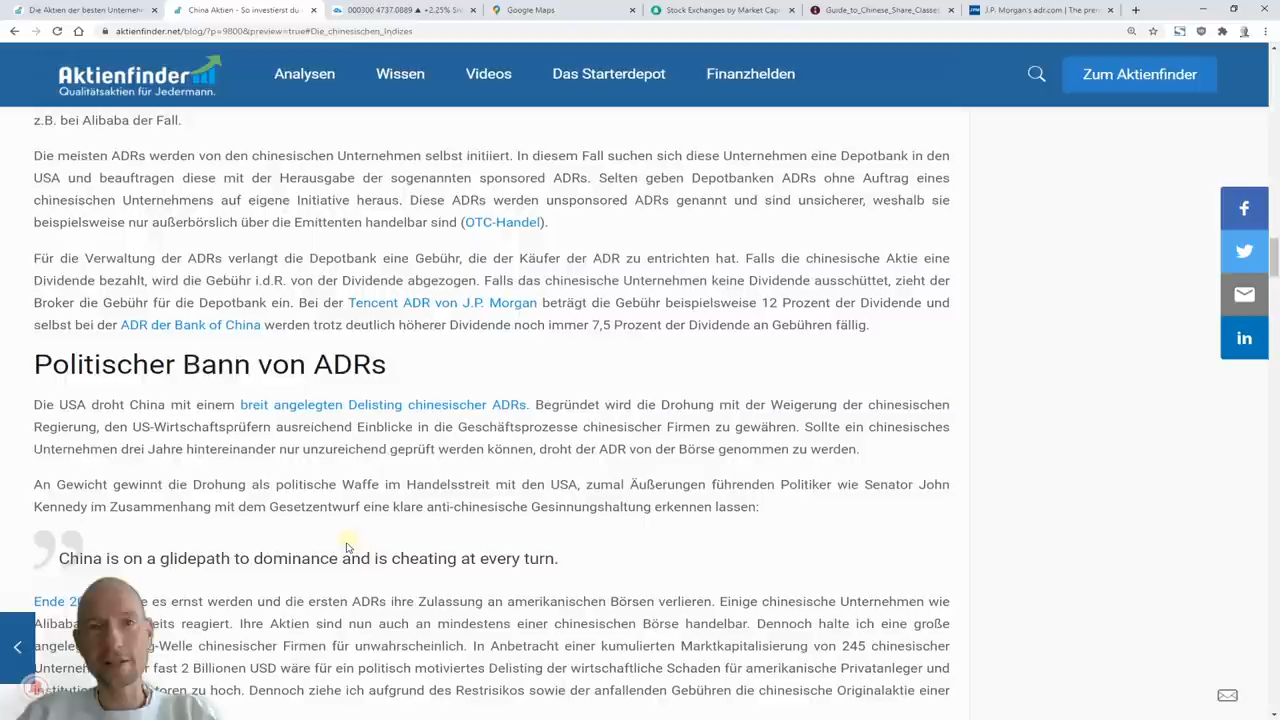 Die Aktien der besten Unterneh
China Aktien - So investierst du
000300 4737.0889 ▲ +2.25%
Google Maps
Stock Exchanges by Market Cap
Guide_to_Chinese_Share_Classes
J.P. Morgan's adr.com | The pre
aktienfinder.net/blog/?p=9800&preview=true#Die_chinesischen_Indizes
Aktienfinder
Qualitätsaktien für Jedermann.
Analysen
Wissen
Videos
Das Starterdepot
Finanzhelden
Zum Aktienfinder
z.B. bei Alibaba der Fall.
Die meisten ADRs werden von den chinesischen Unternehmen selbst initiiert. In diesem Fall suchen sich diese Unternehmen eine Depotbank in den
USA und beauftragen diese mit der Herausgabe der sogenannten sponsored ADRs. Selten geben Depotbanken ADRs ohne Auftrag eines
chinesischen Unternehmens auf eigene Initiative heraus. Diese ADRs werden unsponsored ADRs genannt und sind unsicherer, weshalb sie
beispielsweise nur außerbörslich über die Emittenten handelbar sind (OTC-Handel).
Für die Verwaltung der ADRs verlangt die Depotbank eine Gebühr, die der Käufer der ADR zu entrichten hat. Falls die chinesische Aktie eine
Dividende bezahlt, wird die Gebühr i.d.R. von der Dividende abgezogen. Falls das chinesische Unternehmen keine Dividende ausschüttet, zieht der
Broker die Gebühr für die Depotbank ein. Bei der Tencent ADR von J.P. Morgan beträgt die Gebühr beispielsweise 12 Prozent der Dividende und
selbst bei der ADR der Bank of China werden trotz deutlich höherer Dividende noch immer 7,5 Prozent der Dividende an Gebühren fällig.
Politischer Bann von ADRs
Die USA droht China mit einem breit angelegten Delisting chinesischer ADRs. Begründet wird die Drohung mit der Weigerung der chinesischen
Regierung, den US-Wirtschaftsprüfern ausreichend Einblicke in die Geschäftsprozesse chinesischer Firmen zu gewähren. Sollte ein chinesisches
Unternehmen drei Jahre hintereinander nur unzureichend geprüft werden können, droht der ADR von der Börse genommen zu werden.
An Gewicht gewinnt die Drohung als politische Waffe im Handelsstreit mit den USA, zumal Äußerungen führenden Politiker wie Senator John
Kennedy im Zusammenhang mit dem Gesetzentwurf eine klare anti-chinesische Gesinnungshaltung erkennen lassen:
China is on a glidepath to dominance and is cheating at every turn.
Ende es ernst werden und die ersten ADRs ihre Zulassung an amerikanischen Börsen verlieren. Einige chinesische Unternehmen wie
reagiert. Ihre Aktien sind nun auch an mindestens einer chinesischen Börse handelbar. Dennoch halte ich eine große
-Welle chinesischer Firmen für unwahrscheinlich. In Anbetracht einer kumulierten Marktkapitalisierung von 245 chinesischer
fast 2 Billionen USD wäre für ein politisch motiviertes Delisting der wirtschaftliche Schaden für amerikanische Privatanleger und
zu hoch. Dennoch ziehe ich aufgrund des Restrisikos sowie der anfallenden Gebühren die chinesische Originalaktie einer